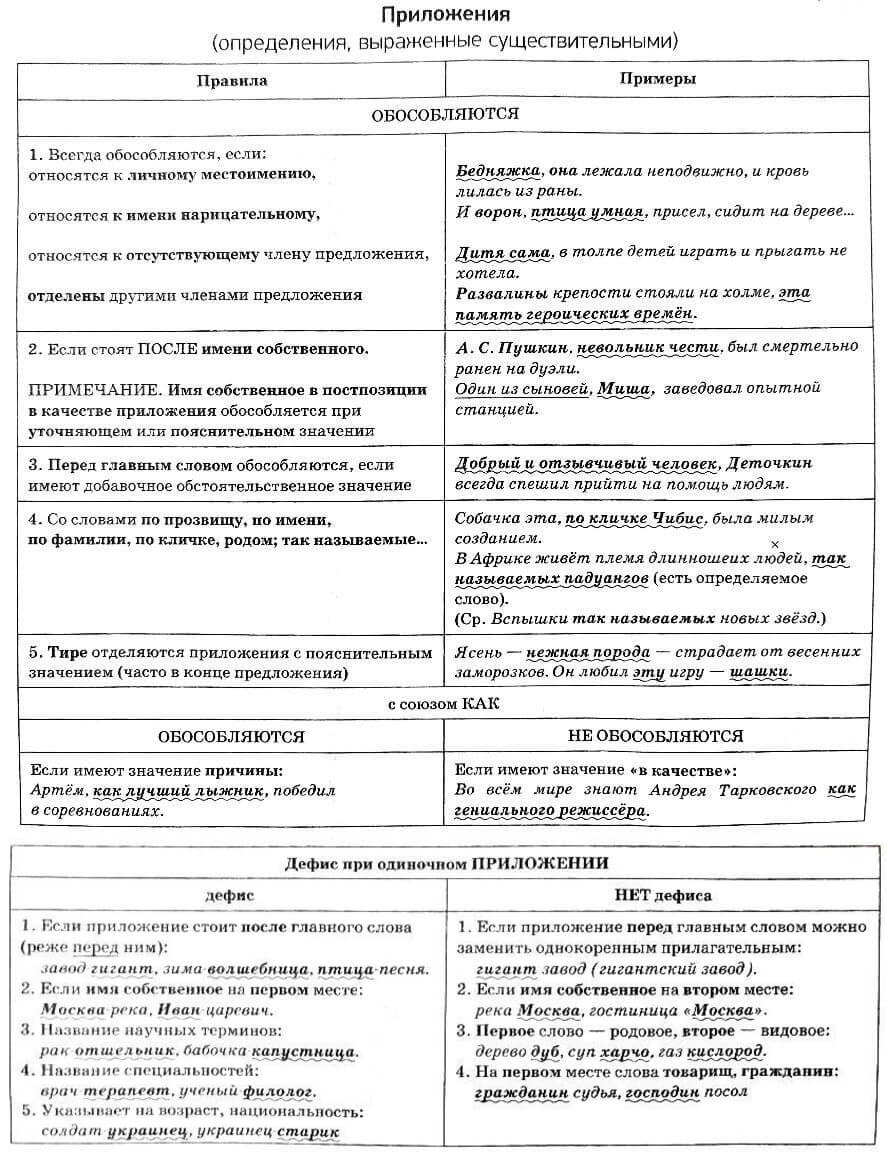 Приложения
(определения, выраженные существительными)
Правила
Примеры
ОБОСОБЛЯЮТСЯ
1. Всегда обособляются, если:
относятся к личному местоимению,
относятся к имени нарицательному,
относятся к отсутствующему члену предложения,
отделены другими членами предложения
Бедняжка, она лежала неподвижно, и кровь
лилась из раны.
И ворон, птица умная, присел, сидит на дереве...
Дитя сама, в толпе детей играть и прыгать не
хотела.
Развалины крепости стояли на холме, эта
память героических времён.
2. Если стоят ПОСЛЕ имени собственного.
ПРИМЕЧАНИЕ. Имя собственное в постпозиции
в качестве приложения обособляется при
уточняющем или пояснительном значении
А. С. Пушкин, невольник чести, был смертельно
ранен на дуэли.
Один из сыновей, Миша, заведовал опытной
станцией.
3. Перед главным словом обособляются, если
имеют добавочное обстоятельственное значение
Добрый и отзывчивый человек, Деточкин
всегда спешил прийти на помощь людям.
4. Со словами по прозвищу, по имени,
по фамилии, по кличке, родом; так называемые...
Собачка эта, по кличке Чибис, была милым
созданием.
В Африке живёт племя длинношеих людей, так
называемых падуангов (есть определяемое
слово).
(Ср. Вспышки так называемых новых звёзд.)
5. Тире отделяются приложения с пояснительным
значением (часто в конце предложения)
Ясень — нежная порода — страдает от весенних
заморозков. Он любил эту игру — шашки.
с союзом КАК
ОБОСОБЛЯЮТСЯ
НЕ ОБОСОБЛЯЮТСЯ
Если имеют значение причины:
Артём, как лучший лыжник, победил
в соревнованиях.
Если имеют значение «в качестве»:
Во всём мире знают Андрея Тарковского как
гениального режиссёра.
Дефис при одиночном ПРИЛОЖЕНИИ
дефис
НЕТ дефиса
1. Если приложение стоит после главного слова
(реже перед ним):
завод-гигант, зима-волшебница, птица-песня.
2. Если имя собственное на первом месте:
Москва-река, Иван-царевич.
3. Название научных терминов:
рак-отшельник, бабочка-капустница.
4. Название специальностей:
врач-терапевт, ученый-филолог.
5. Указывает на возраст, национальность:
солдат-украинец, украинец-старик
1. Если приложение перед главным словом можно
заменить однокоренным прилагательным:
гигант завод (гигантский завод).
2. Если имя собственное на втором месте:
река Москва, гостиница «Москва».
3. Первое слово — родовое, второе — видовое:
дерево дуб, суп харчо, газ кислород.
4. На первом месте слова товарищ, гражданин:
гражданин судья, господин посол